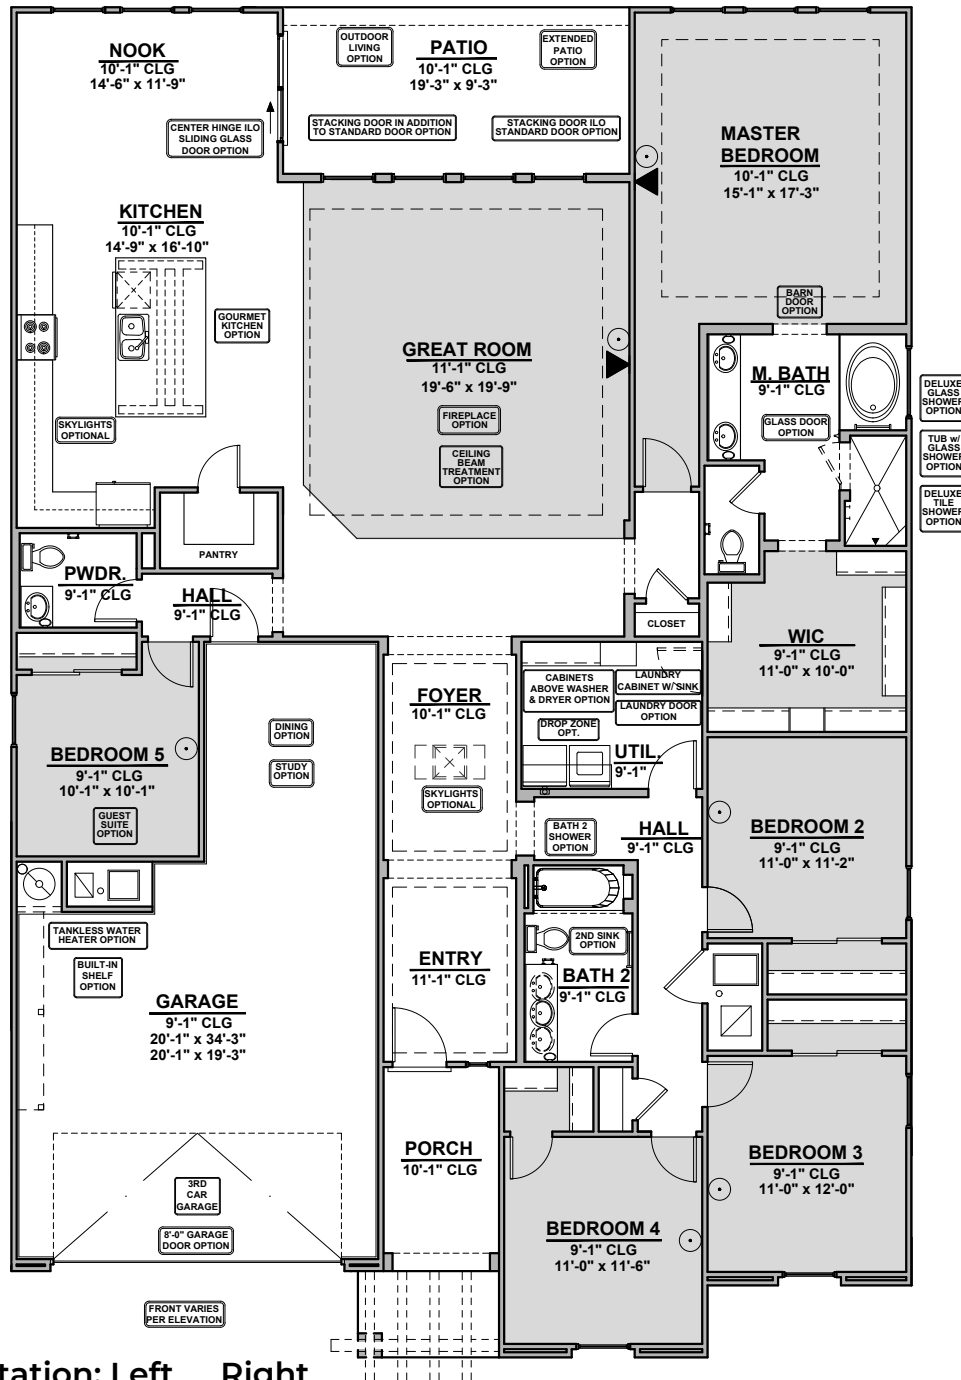 NOOK
10'-1" CLG
14'-6" x 11'-9"
OUTDOOR
LIVING
OPTION
PATIO
10'-1" CLG
19'-3" x 9'-3"
EXTENDED
PATIO
OPTION
CENTER HINGE ILO
SLIDING GLASS
DOOR OPTION
STACKING DOOR IN ADDITION
TO STANDARD DOOR OPTION
STACKING DOOR ILO
STANDARD DOOR OPTION
MASTER
BEDROOM
10'-1" CLG
15'-1" x 17'-3"
KITCHEN
10'-1" CLG
14'-9" x 16'-10"
GOURMET
KITCHEN
OPTION
BARN
DOOR
OPTION
GREAT ROOM
11'-1" CLG
19'-6" x 19'-9"
FIREPLACE
OPTION
CEILING
BEAM
TREATMENT
OPTION
M. BATH
9'-1" CLG
GLASS DOOR
OPTION
DELUXE
GLASS
SHOWER
OPTION
TUB w/
GLASS
SHOWER
OPTION
DELUXE
TILE
SHOWER
OPTION
SKYLIGHTS
OPTIONAL
PANTRY
PWDR.
9'-1" CLG
HALL
9'-1" CLG
CLOSET
WIC
9'-1" CLG
11'-0" x 10'-0"
FOYER
10'-1" CLG
SKYLIGHTS
OPTIONAL
CABINETS
ABOVE WASHER
& DRYER OPTION
LAUNDRY
CABINET W/ SINK
LAUNDRY DOOR
OPTION
DROP ZONE
OPT.
UTIL.
9'-1"
BEDROOM 5
9'-1" CLG
10'-1" x 10'-1"
GUEST
SUITE
OPTION
DINING
OPTION
STUDY
OPTION
BATH 2
SHOWER
OPTION
HALL
9'-1" CLG
BEDROOM 2
9'-1" CLG
11'-0" x 11'-2"
TANKLESS WATER
HEATER OPTION
BUILT-IN
SHELF
OPTION
ENTRY
11'-1" CLG
2ND SINK
OPTION
BATH 2
9'-1" CLG
GARAGE
9'-1" CLG
20'-1" x 34'-3"
20'-1" x 19'-3"
PORCH
10'-1" CLG
BEDROOM 3
9'-1" CLG
11'-0" x 12'-0"
3RD
CAR
GARAGE
8'-0" GARAGE
DOOR OPTION
BEDROOM 4
9'-1" CLG
11'-0" x 11'-6"
FRONT VARIES
PER ELEVATION
tation: Left Right